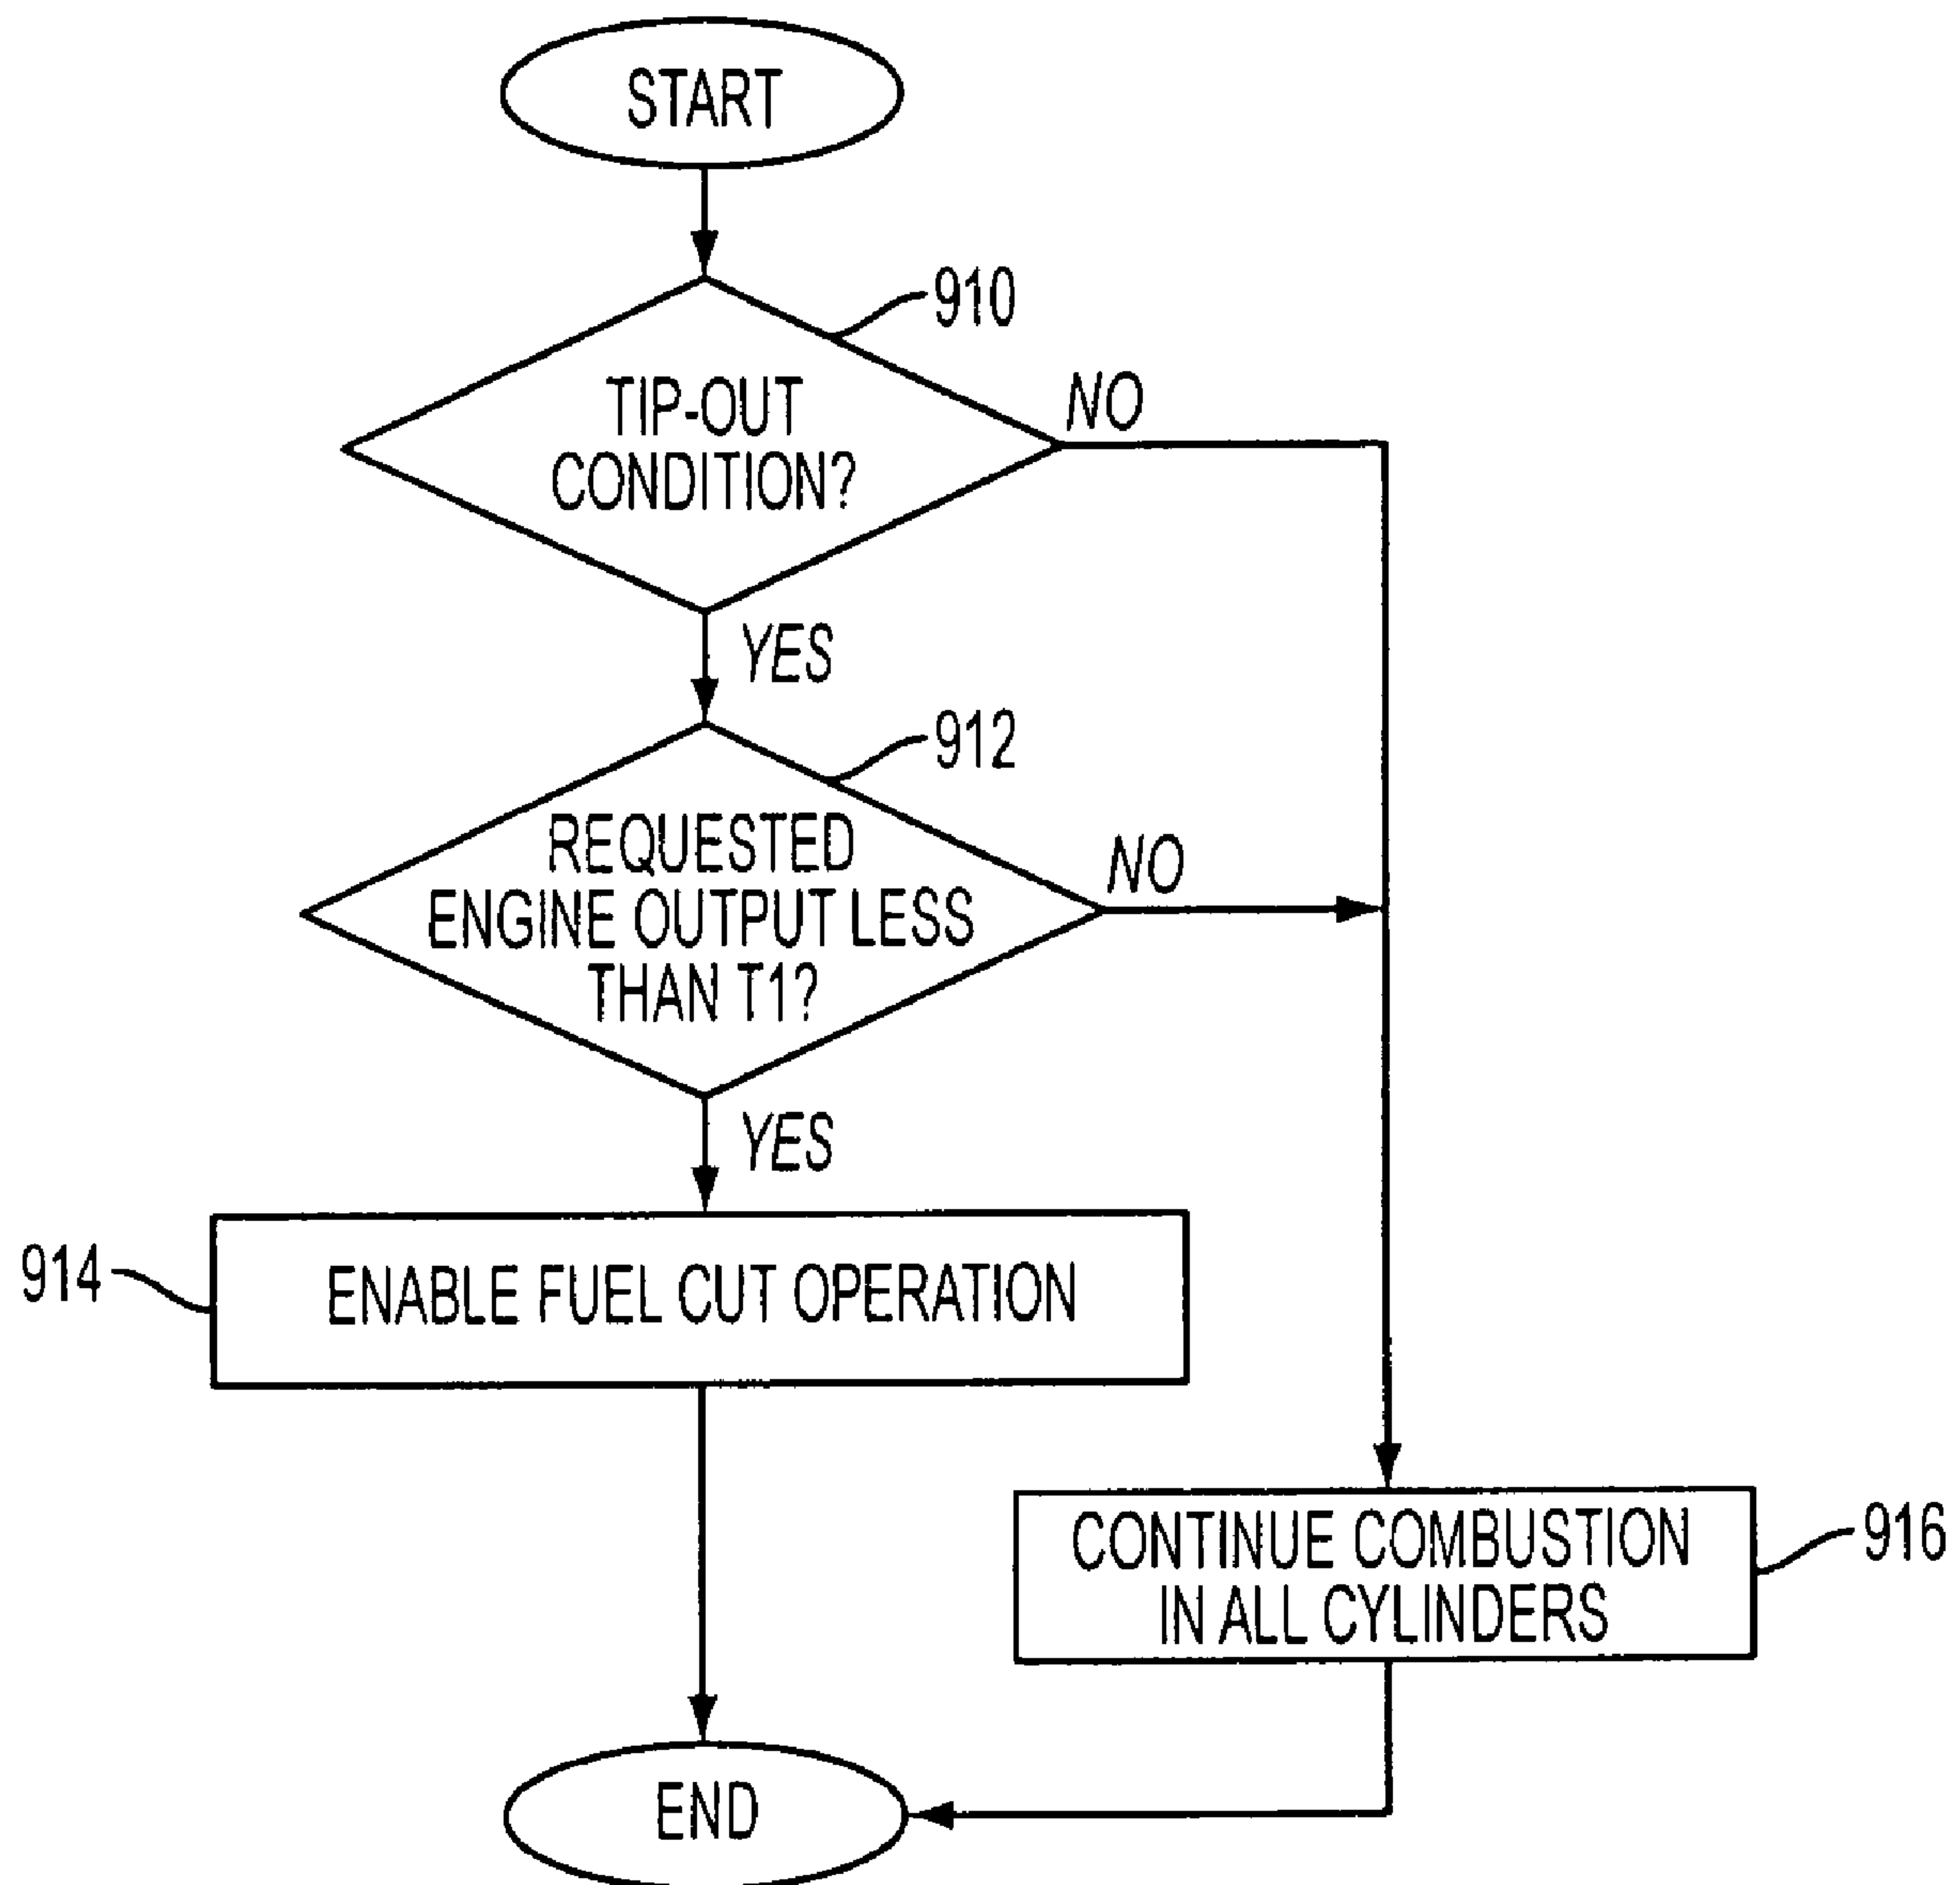 START
910
TIP-OUT
CONDITION?
NO
YES
912
REQUESTED
ENGINE OUTPUT LESS
THAN T1?
NO
YES
914
ENABLE FUEL CUT OPERATION
CONTINUE COMBUSTION
IN ALL CYLINDERS
916
END